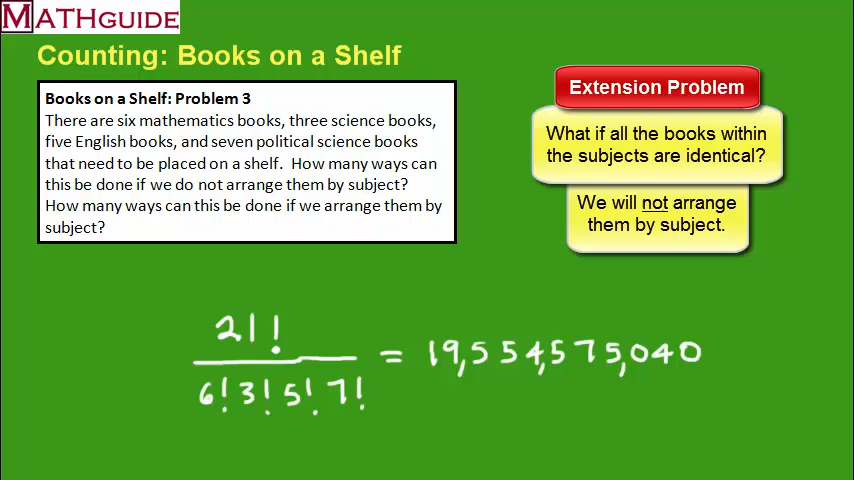 MATHGUIDE
Counting: Books on a Shelf
Books on a Shelf: Problem 3
There are six mathematics books, three science books,
five English books, and seven political science books
that need to be placed on a shelf. How many ways can
this be done if we do not arrange them by subject?
How many ways can this be done if we arrange them by
subject?
Extension Problem
What if all the books within
the subjects are identical?
We will not arrange
them by subject.
21!
6! 3! 5! 7!
= 19,554,575,040